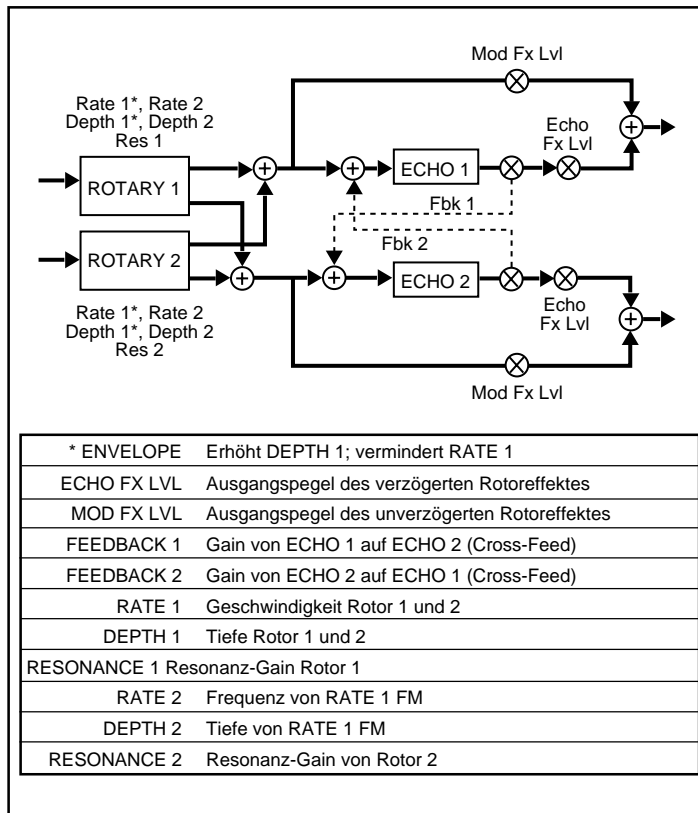 Mod Fx Lvl
Rate 1*, Rate 2
Depth 1*, Depth 2
Res 1
Echo
Fx Lvl
ROTARY 1
ECHO 1
Fbk 1
Fbk 2
ROTARY 2
ECHO 2
Echo
Fx Lvl
Rate 1*, Rate 2
Depth 1*, Depth 2
Res 2
Mod Fx Lvl
* ENVELOPE Erhöht DEPTH 1; vermindert RATE 1
ECHO FX LVL Ausgangspegel des verzögerten Rotoreffektes
MOD FX LVL Ausgangspegel des unverzögerten Rotoreffektes
FEEDBACK 1 Gain von ECHO 1 auf ECHO 2 (Cross-Feed)
FEEDBACK 2 Gain von ECHO 2 auf ECHO 1 (Cross-Feed)
RATE 1 Geschwindigkeit Rotor 1 und 2
DEPTH 1 Tiefe Rotor 1 und 2
RESONANCE 1 Resonanz-Gain Rotor 1
RATE 2 Frequenz von RATE 1 FM
DEPTH 2 Tiefe von RATE 1 FM
RESONANCE 2 Resonanz-Gain von Rotor 2